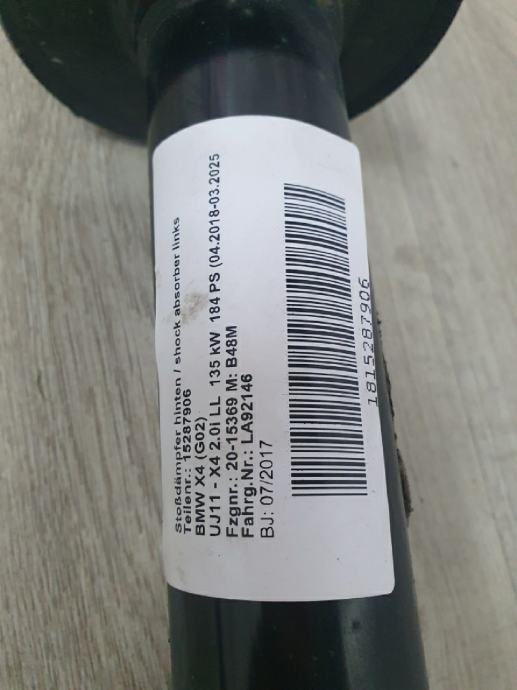 Stoßdämpfer hinten / shock absorber links
Teilenr.: 15287906
BMW X4 (G02)
UJ11 - X4 2.0i LL  135 kW  184 PS (04.2018-03.2025
Fzgnr.: 20-15369 M: B48M
Fahrg.Nr.: LA92146
BJ: 07/2017
1815287906